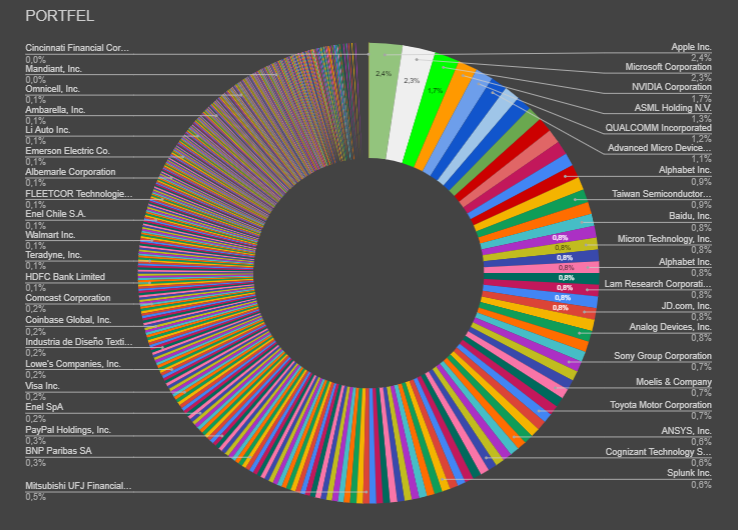 PORTFEL
Cincinnati Financial Cor…
0,0%
Mandiant, Inc.
0,0%
Omnicell, Inc.
0,1%
Ambarella, Inc.
0,1%
Li Auto Inc.
0,1%
Emerson Electric Co.
0,1%
Albemarle Corporation
0,1%
FLEETCOR Technologie…
0,1%
Enel Chile S.A.
0,1%
Walmart Inc.
0,1%
Teradyne, Inc.
0,1%
HDFC Bank Limited
0,1%
Comcast Corporation
0,2%
Coinbase Global, Inc.
0,2%
Industria de Diseño Texti…
0,2%
Lowe's Companies, Inc.
0,2%
Visa Inc.
0,2%
Enel SpA
0,2%
PayPal Holdings, Inc.
0,3%
BNP Paribas SA
0,3%
Mitsubishi UFJ Financial…
0,5%
2,4%
2,3%
1,7%
0,8%
0,8%
0,8%
0,8%
0,8%
0,8%
0,8%
0,8%
Apple Inc.
2,4%
Microsoft Corporation
2,3%
NVIDIA Corporation
1,7%
ASML Holding N.V.
1,3%
QUALCOMM Incorporated
1,2%
Advanced Micro Device…
1,1%
Alphabet Inc.
0,9%
Taiwan Semiconductor…
0,9%
Baidu, Inc.
0,8%
Micron Technology, Inc.
0,8%
Alphabet Inc.
0,8%
Lam Research Corporati…
0,8%
JD.com, Inc.
0,8%
Analog Devices, Inc.
0,8%
Sony Group Corporation
0,7%
Moelis & Company
0,7%
Toyota Motor Corporation
0,7%
ANSYS, Inc.
0,6%
Cognizant Technology S…
0,6%
Splunk Inc.
0,6%